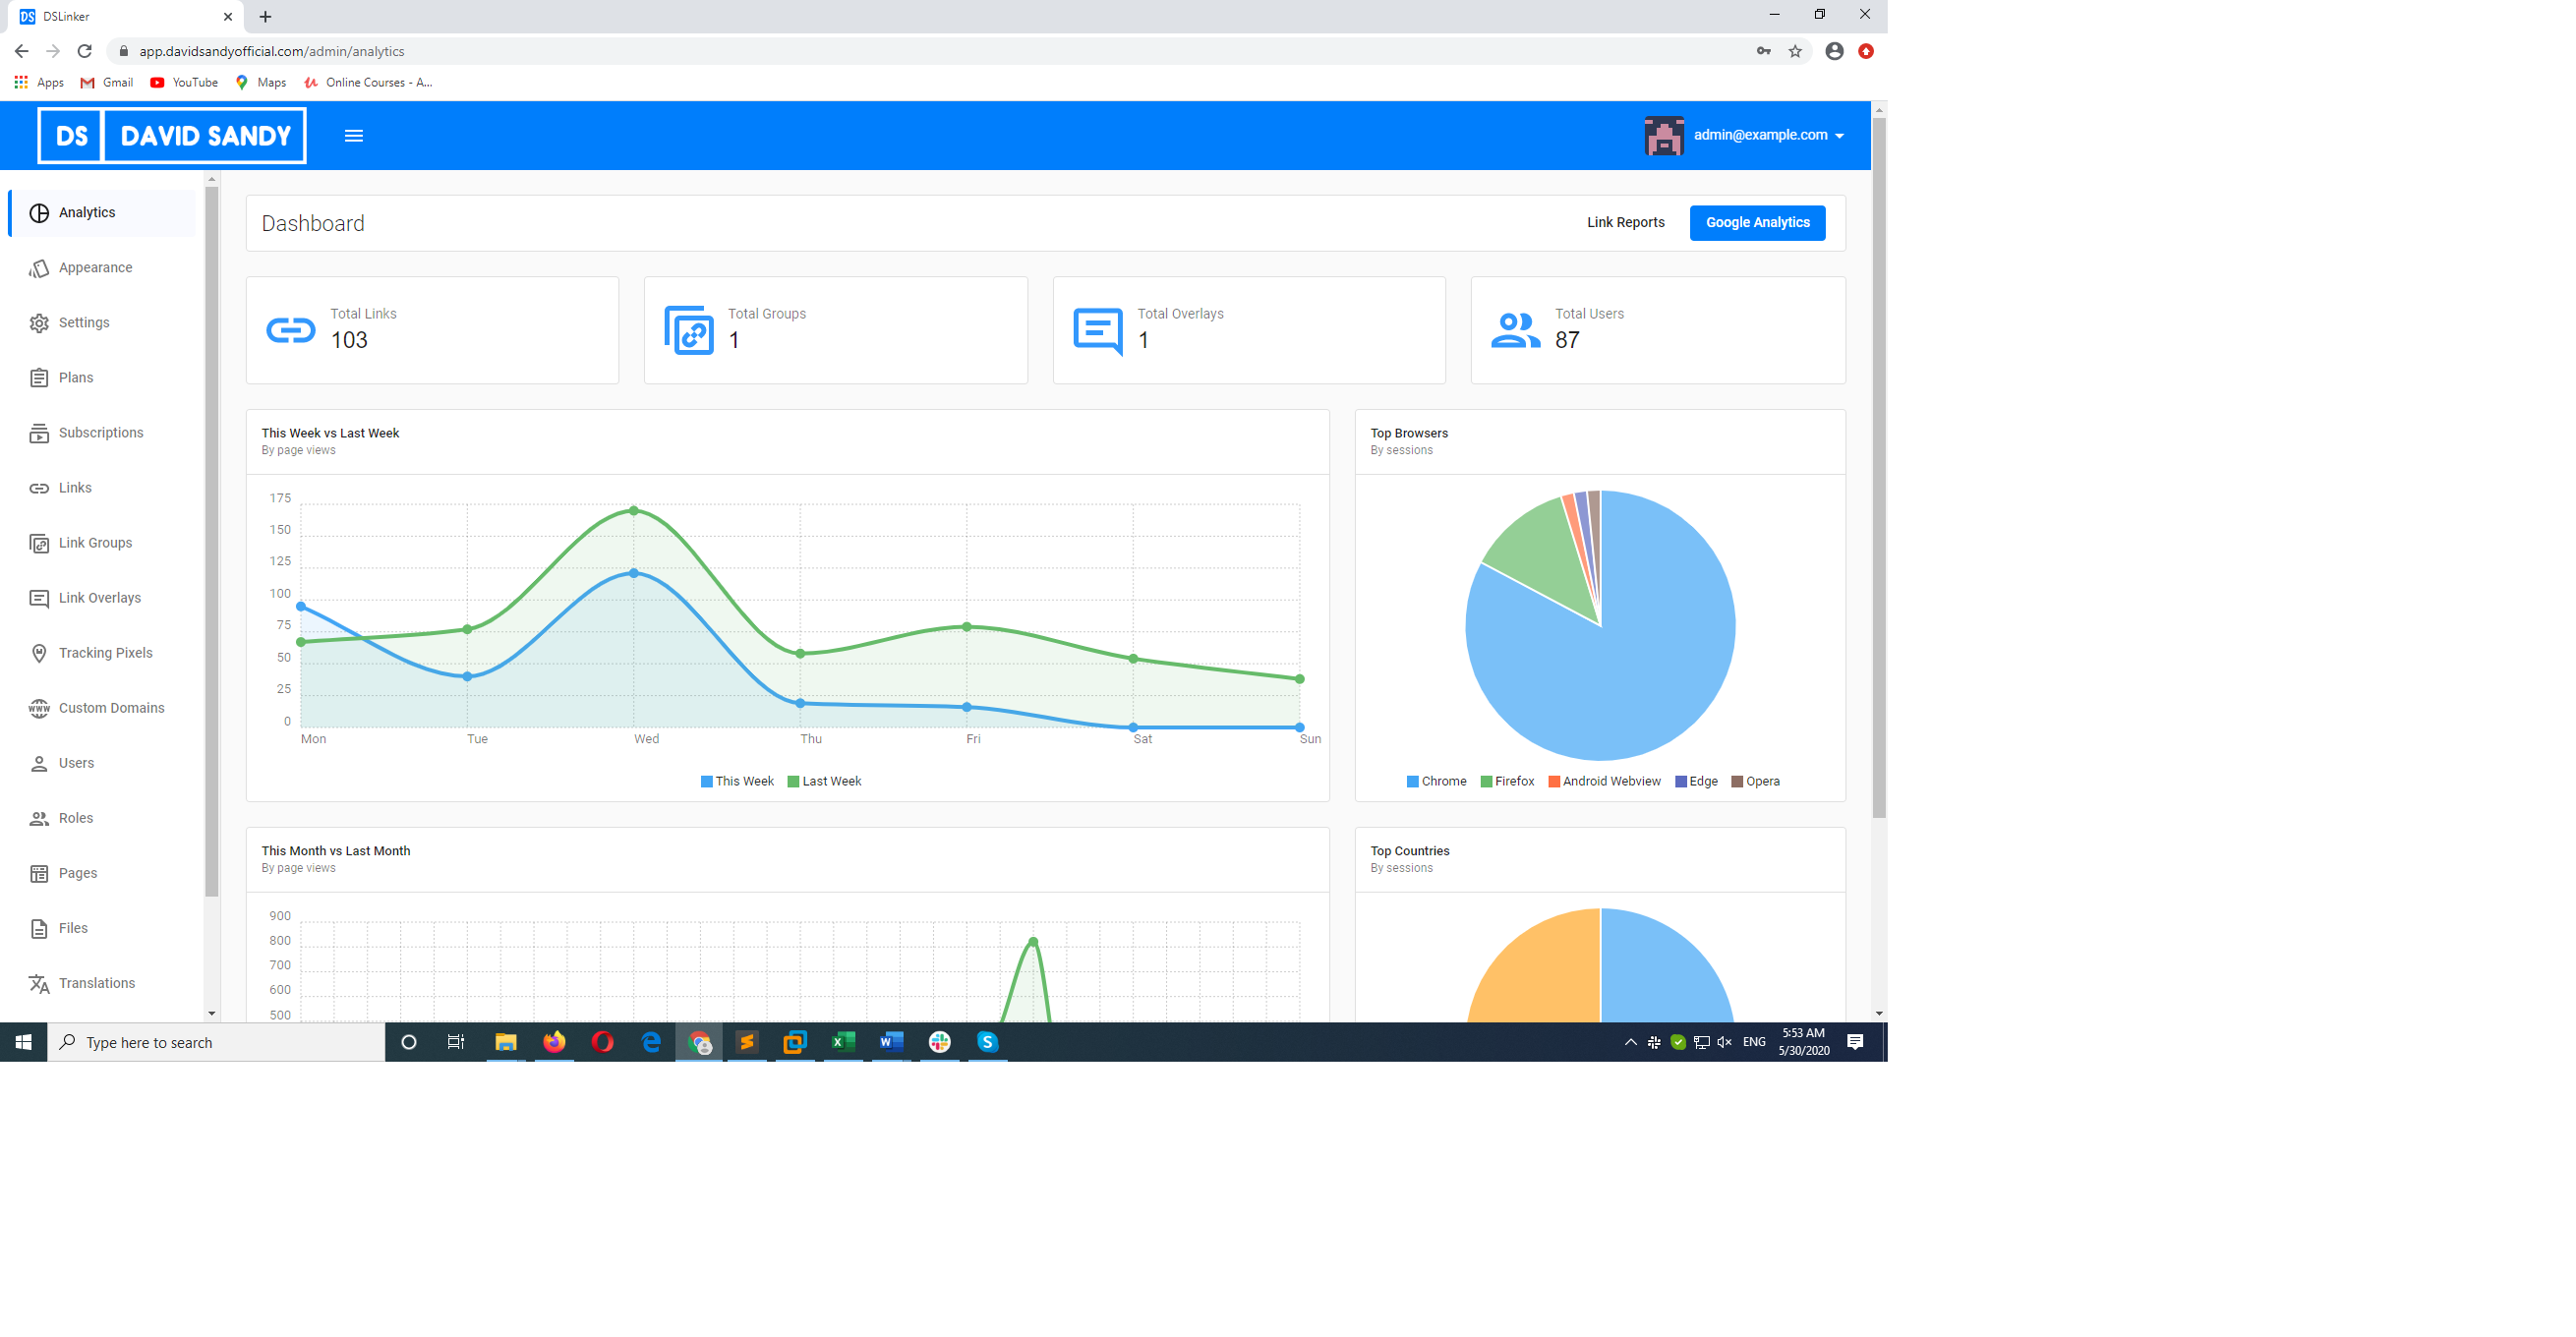 DS DSLinker
app.davidsandyofficial.com/admin/analytics
Apps Gmail YouTube Maps Online Courses - A...
DS DAVID SANDY
admin@example.com
Analytics
Appearance
Settings
Plans
Subscriptions
Links
Link Groups
Link Overlays
Tracking Pixels
Custom Domains
Users
Roles
Pages
Files
Translations
Dashboard
Link Reports Google Analytics
Total Links
103
Total Groups
1
Total Overlays
1
Total Users
87
This Week vs Last Week
By page views
175
150
125
100
75
50
25
0
Mon Tue Wed Thu Fri Sat Sun
This Week Last Week
Top Browsers
By sessions
Chrome Firefox Android Webview Edge Opera
This Month vs Last Month
By page views
900
800
700
600
500
Top Countries
By sessions
Type here to search
ENG
5:53 AM
5/30/2020